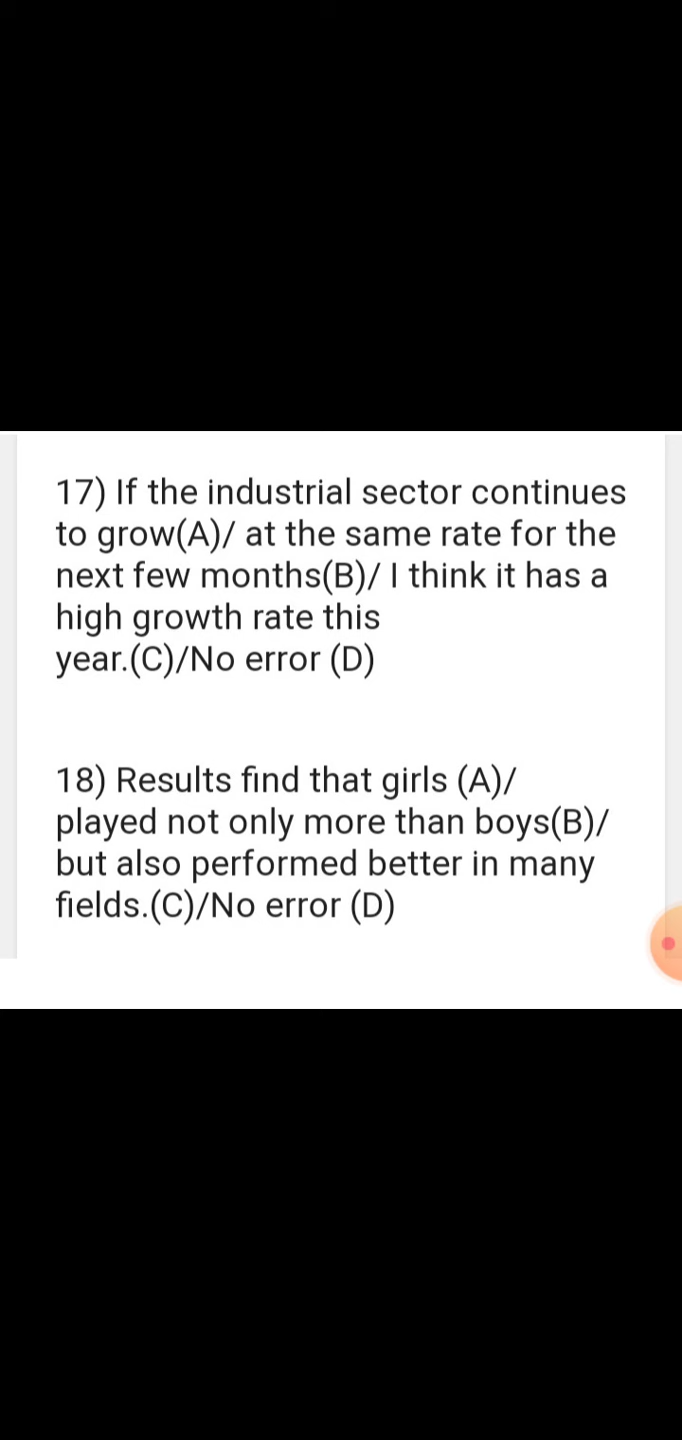 17) If the industrial sector continues
to grow(A)/ at the same rate for the
next few months(B)/ I think it has a
high growth rate this
year.(C)/No error (D)
18) Results find that girls (A)/
played not only more than boys(B)/
but also performed better in many
fields.(C)/No error (D)